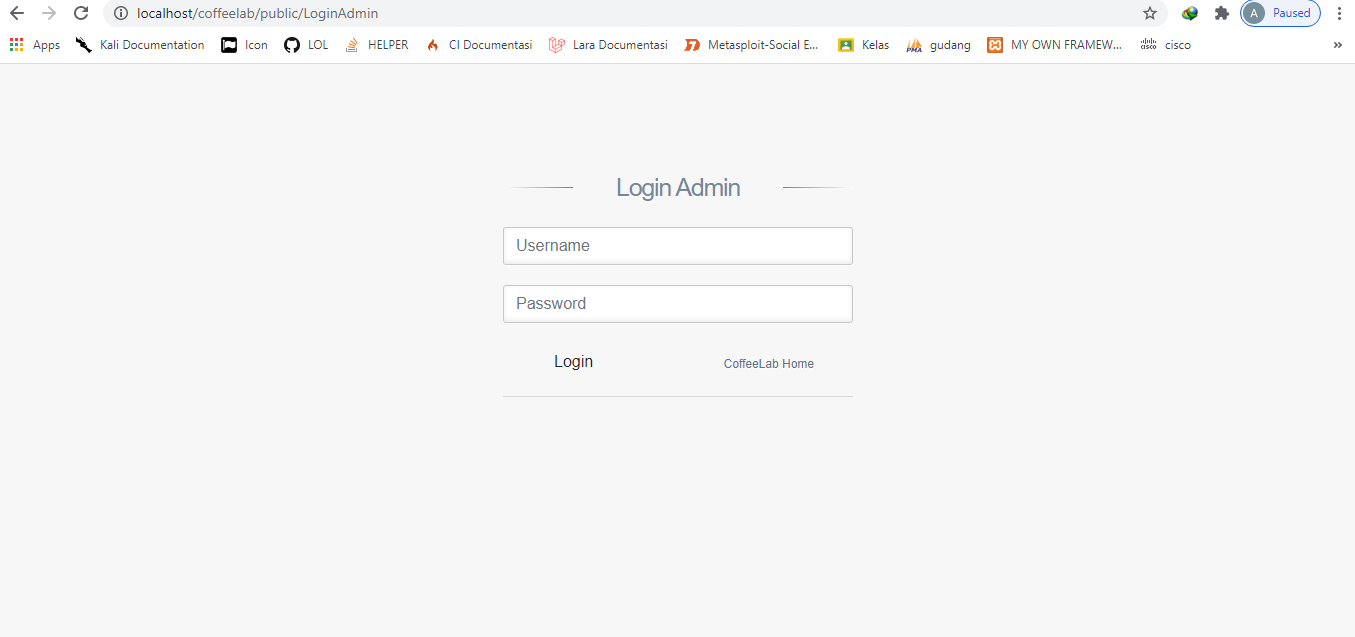 localhost/coffeelab/public/LoginAdmin
A Paused
Apps Kali Documentation Icon LOL HELPER CI Documentasi Lara Documentasi Metasploit-Social E... Kelas gudang MY OWN FRAMEW... cisco »
Login Admin
Username
Password
Login CoffeeLab Home